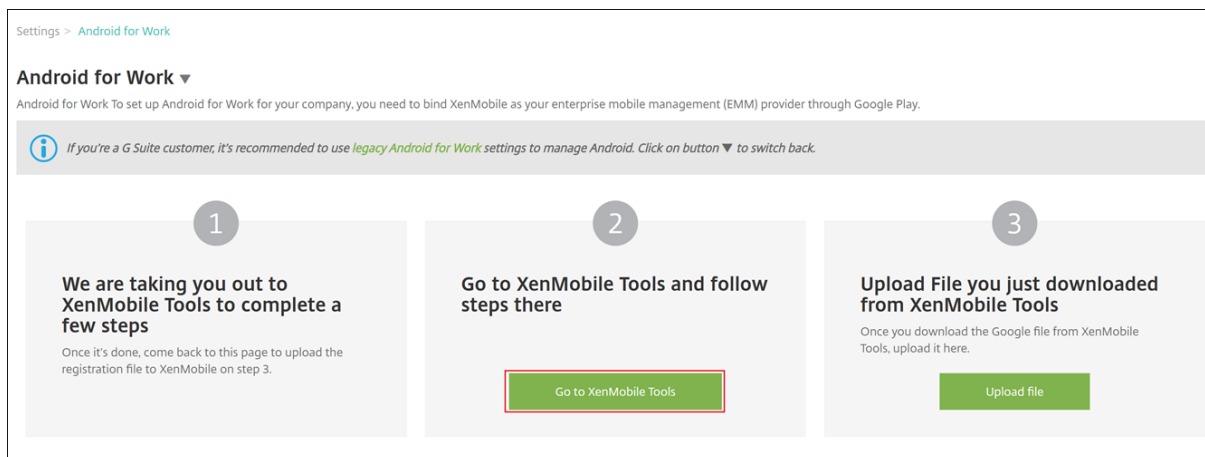 Settings > Android for Work
Android for Work ▼
Android for Work To set up Android for Work for your company, you need to bind XenMobile as your enterprise mobile management (EMM) provider through Google Play.
If you're a G Suite customer, it's recommended to use legacy Android for Work settings to manage Android. Click on button ▼ to switch back.
1
We are taking you out to
XenMobile Tools to complete a
few steps
Once it's done, come back to this page to upload the
registration file to XenMobile on step 3.
2
Go to XenMobile Tools and follow
steps there
Go to XenMobile Tools
3
Upload File you just downloaded
from XenMobile Tools
Once you download the Google file from XenMobile
Tools, upload it here.
Upload file